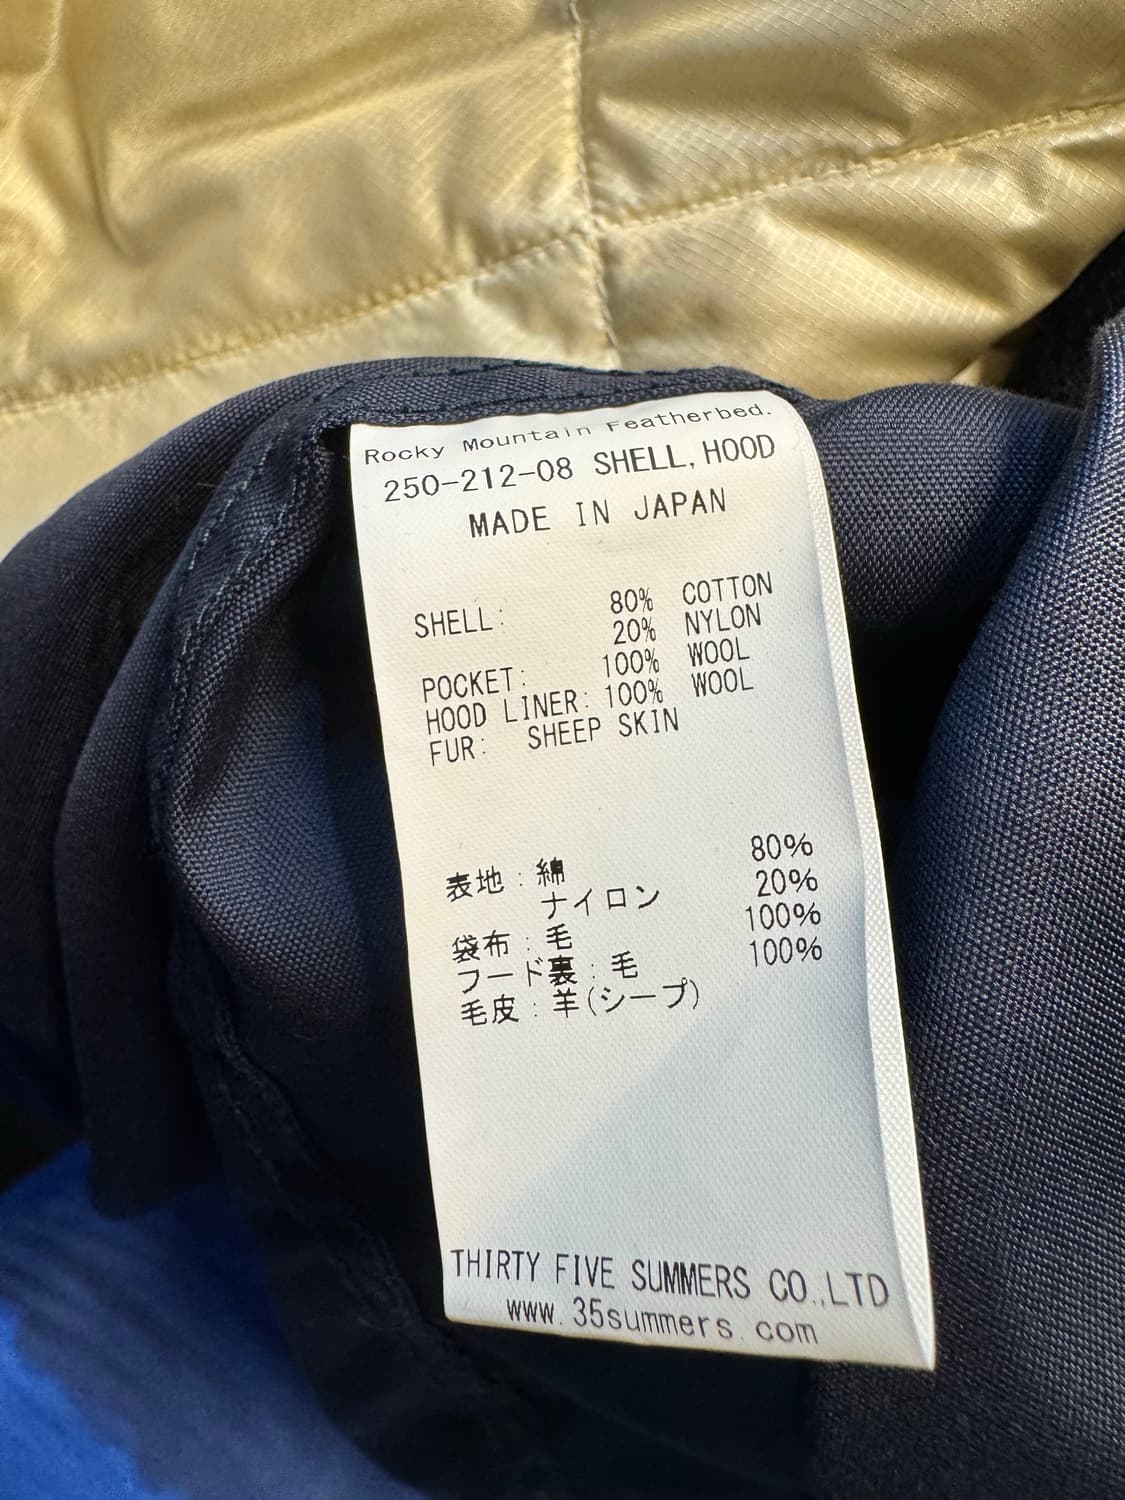 Rocky Mountain Featherbed.
250-212-08 SHELL,HOOD
MADE IN JAPAN
SHELL: 80% COTTON
20% NYLON
POCKET: 100% WOOL
HOOD LINER: 100% WOOL
FUR: SHEEP SKIN
表地:綿 80%
ナイロン 20%
袋布:毛 100%
フード裏:毛 100%
毛皮:羊(シープ)
THIRTY FIVE SUMMERS CO.,LTD
www.35summers.com